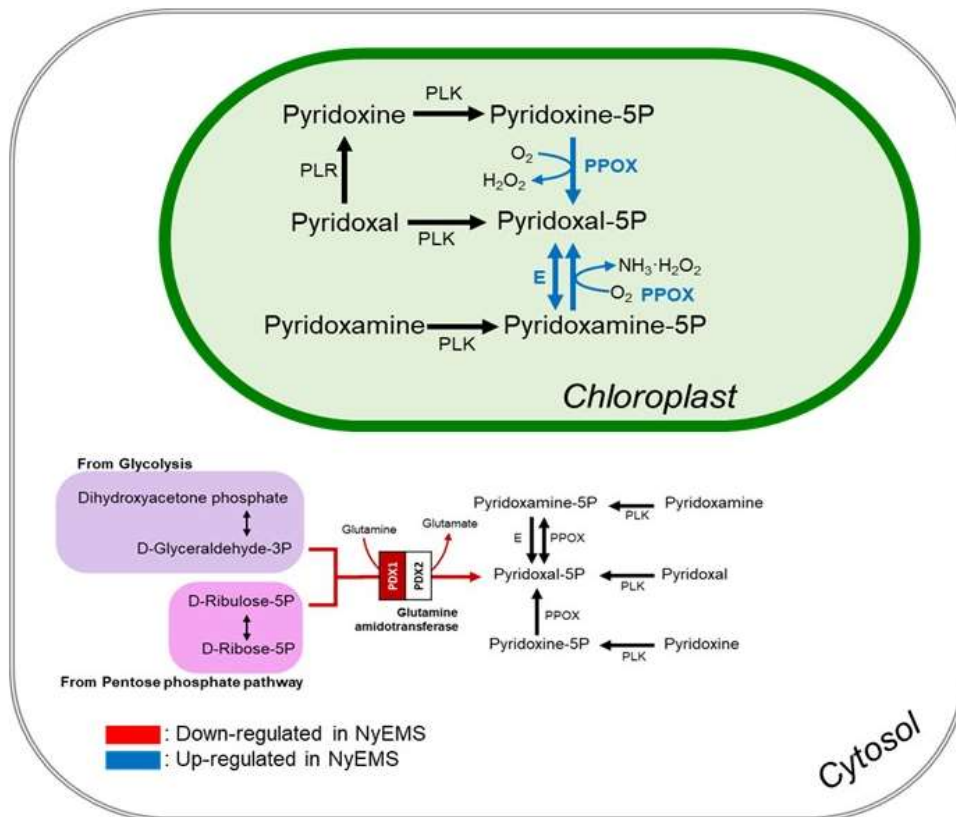 PLK
Pyridoxine
Pyridoxine-5P
O₂
PPOX
H₂O₂
PLR
Pyridoxal
Pyridoxal-5P
PLK
E
NH₃·H₂O₂
O₂ PPOX
Pyridoxamine
Pyridoxamine-5P
PLK
Chloroplast
From Glycolysis
Dihydroxyacetone phosphate
D-Glyceraldehyde-3P
D-Ribulose-5P
D-Ribose-5P
From Pentose phosphate pathway
Glutamine
Glutamate
PDX1
PDX2
Glutamine
amidotransferase
Pyridoxamine-5P
PLK
Pyridoxamine
E
PPOX
Pyridoxal-5P
PLK
Pyridoxal
PPOX
Pyridoxine-5P
PLK
Pyridoxine
: Down-regulated in NyEMS
: Up-regulated in NyEMS
Cytosol